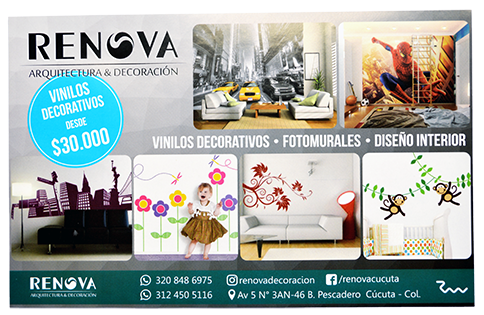 RENOVA
ARQUITECTURA & DECORACIÓN
VINILOS
DECORATIVOS
DESDE
$30.000
VINILOS DECORATIVOS • FOTOMURALES • DISEÑO INTERIOR
RENOVA
ARQUITECTURA & DECORACIÓN
320 848 6975
312 450 5116
renovadecoracion
/renovacucuta
Av 5 N° 3AN-46 B. Pescadero Cúcuta - Col.